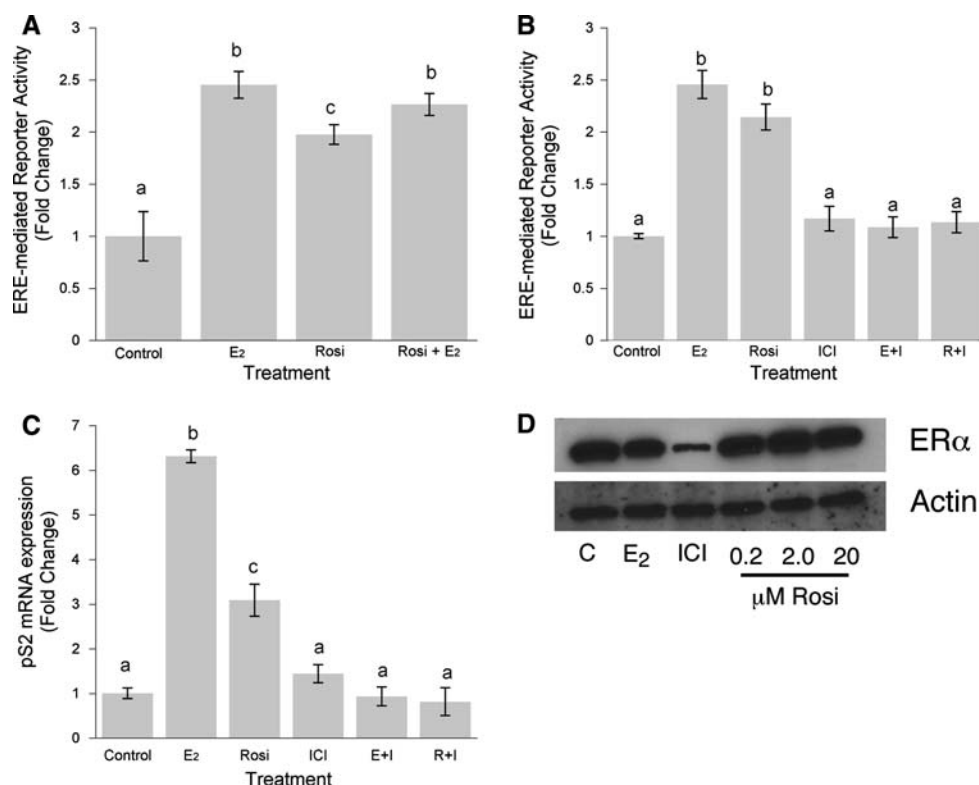 A
ERE-mediated Reporter Activity
(Fold Change)
3
2.5
2
1.5
1
0.5
0
a
b
c
b
Control
E₂
Rosi
Rosi + E₂
Treatment
B
ERE-mediated Reporter Activity
(Fold Change)
3
2.5
2
1.5
1
0.5
0
a
b
b
a
a
a
Control
E₂
Rosi
ICI
E+I
R+I
Treatment
C
pS2 mRNA expression
(Fold Change)
7
6
5
4
3
2
1
0
a
b
c
a
a
a
Control
E₂
Rosi
ICI
E+I
R+I
Treatment
D
ERα
Actin
C E₂ ICI 0.2 2.0 20
μM Rosi